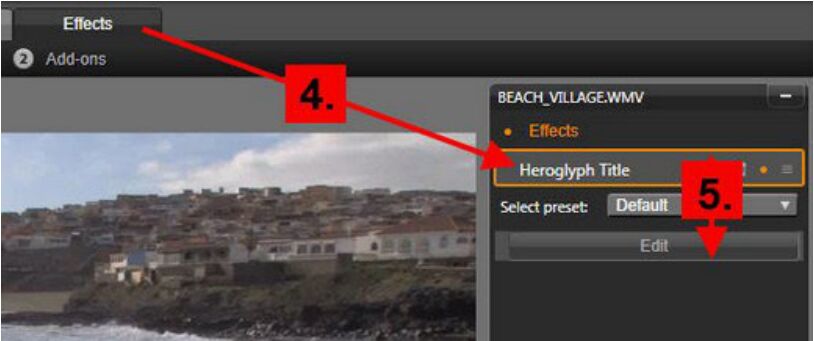 Effects
2 Add-ons
4.
BEACH_VILLAGE.WMV
• Effects
Heroglyph Title
5.
Select preset: Default
Edit